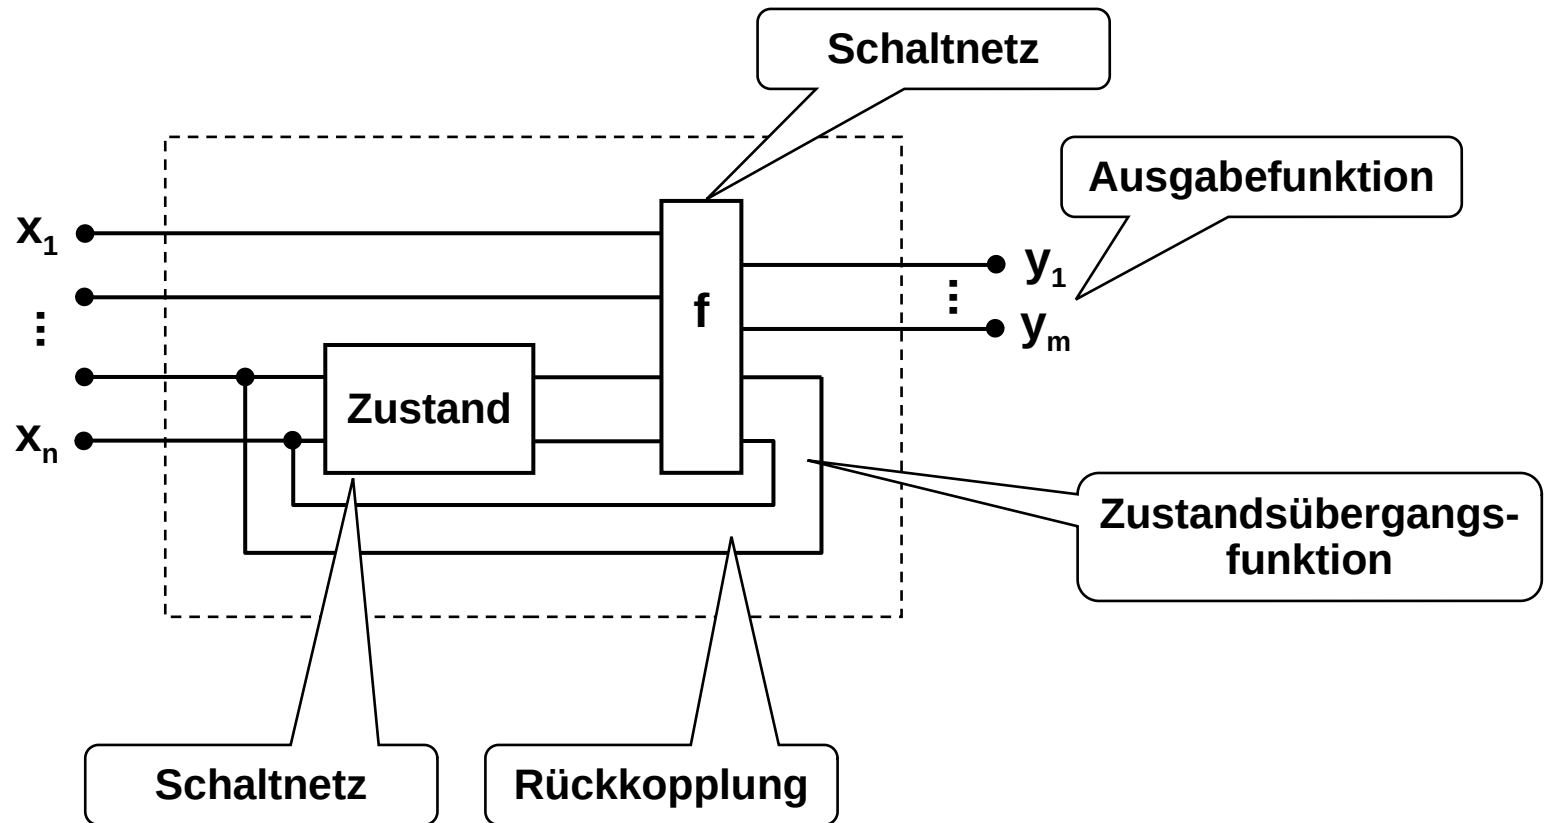 Schaltnetz
Ausgabefunktion
x1
y1
⋮
f
⋮
ym
Zustand
xn
Zustandsübergangs-
funktion
Schaltnetz
Rückkopplung